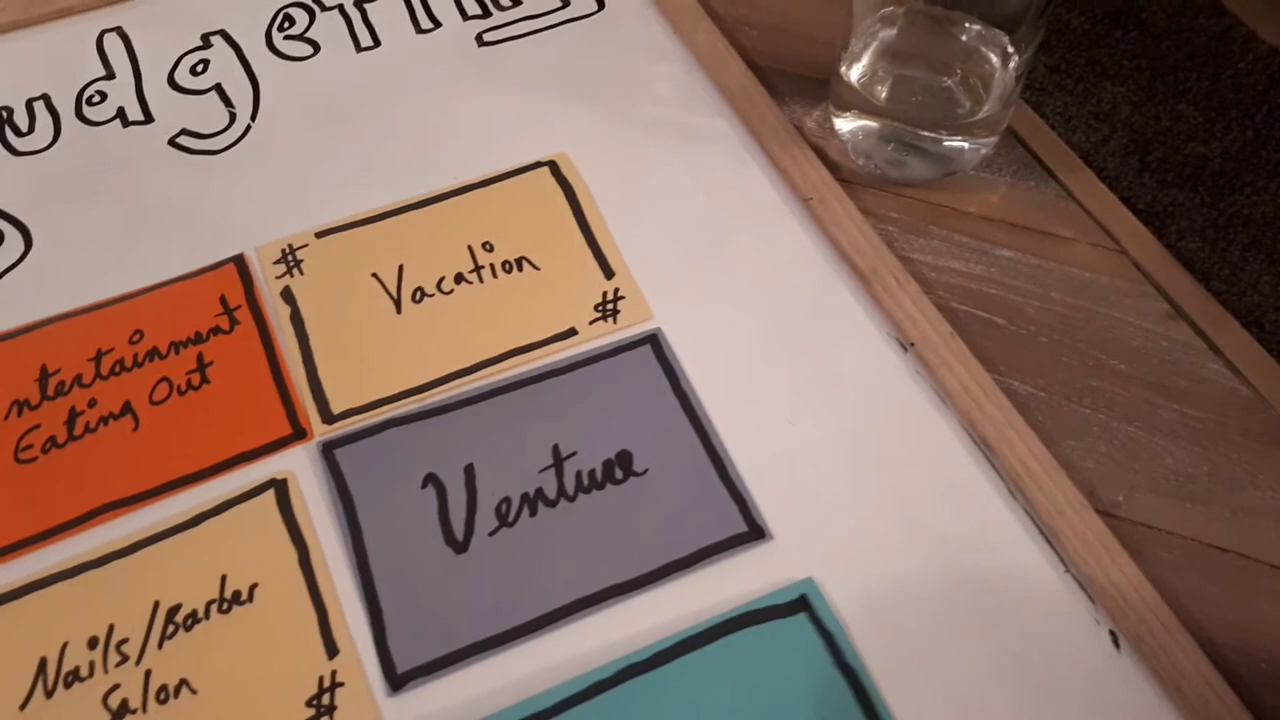 udgeting
$ Vacation $
ntertainment
Eating Out
Venture
Nails/Barber
Salon
$